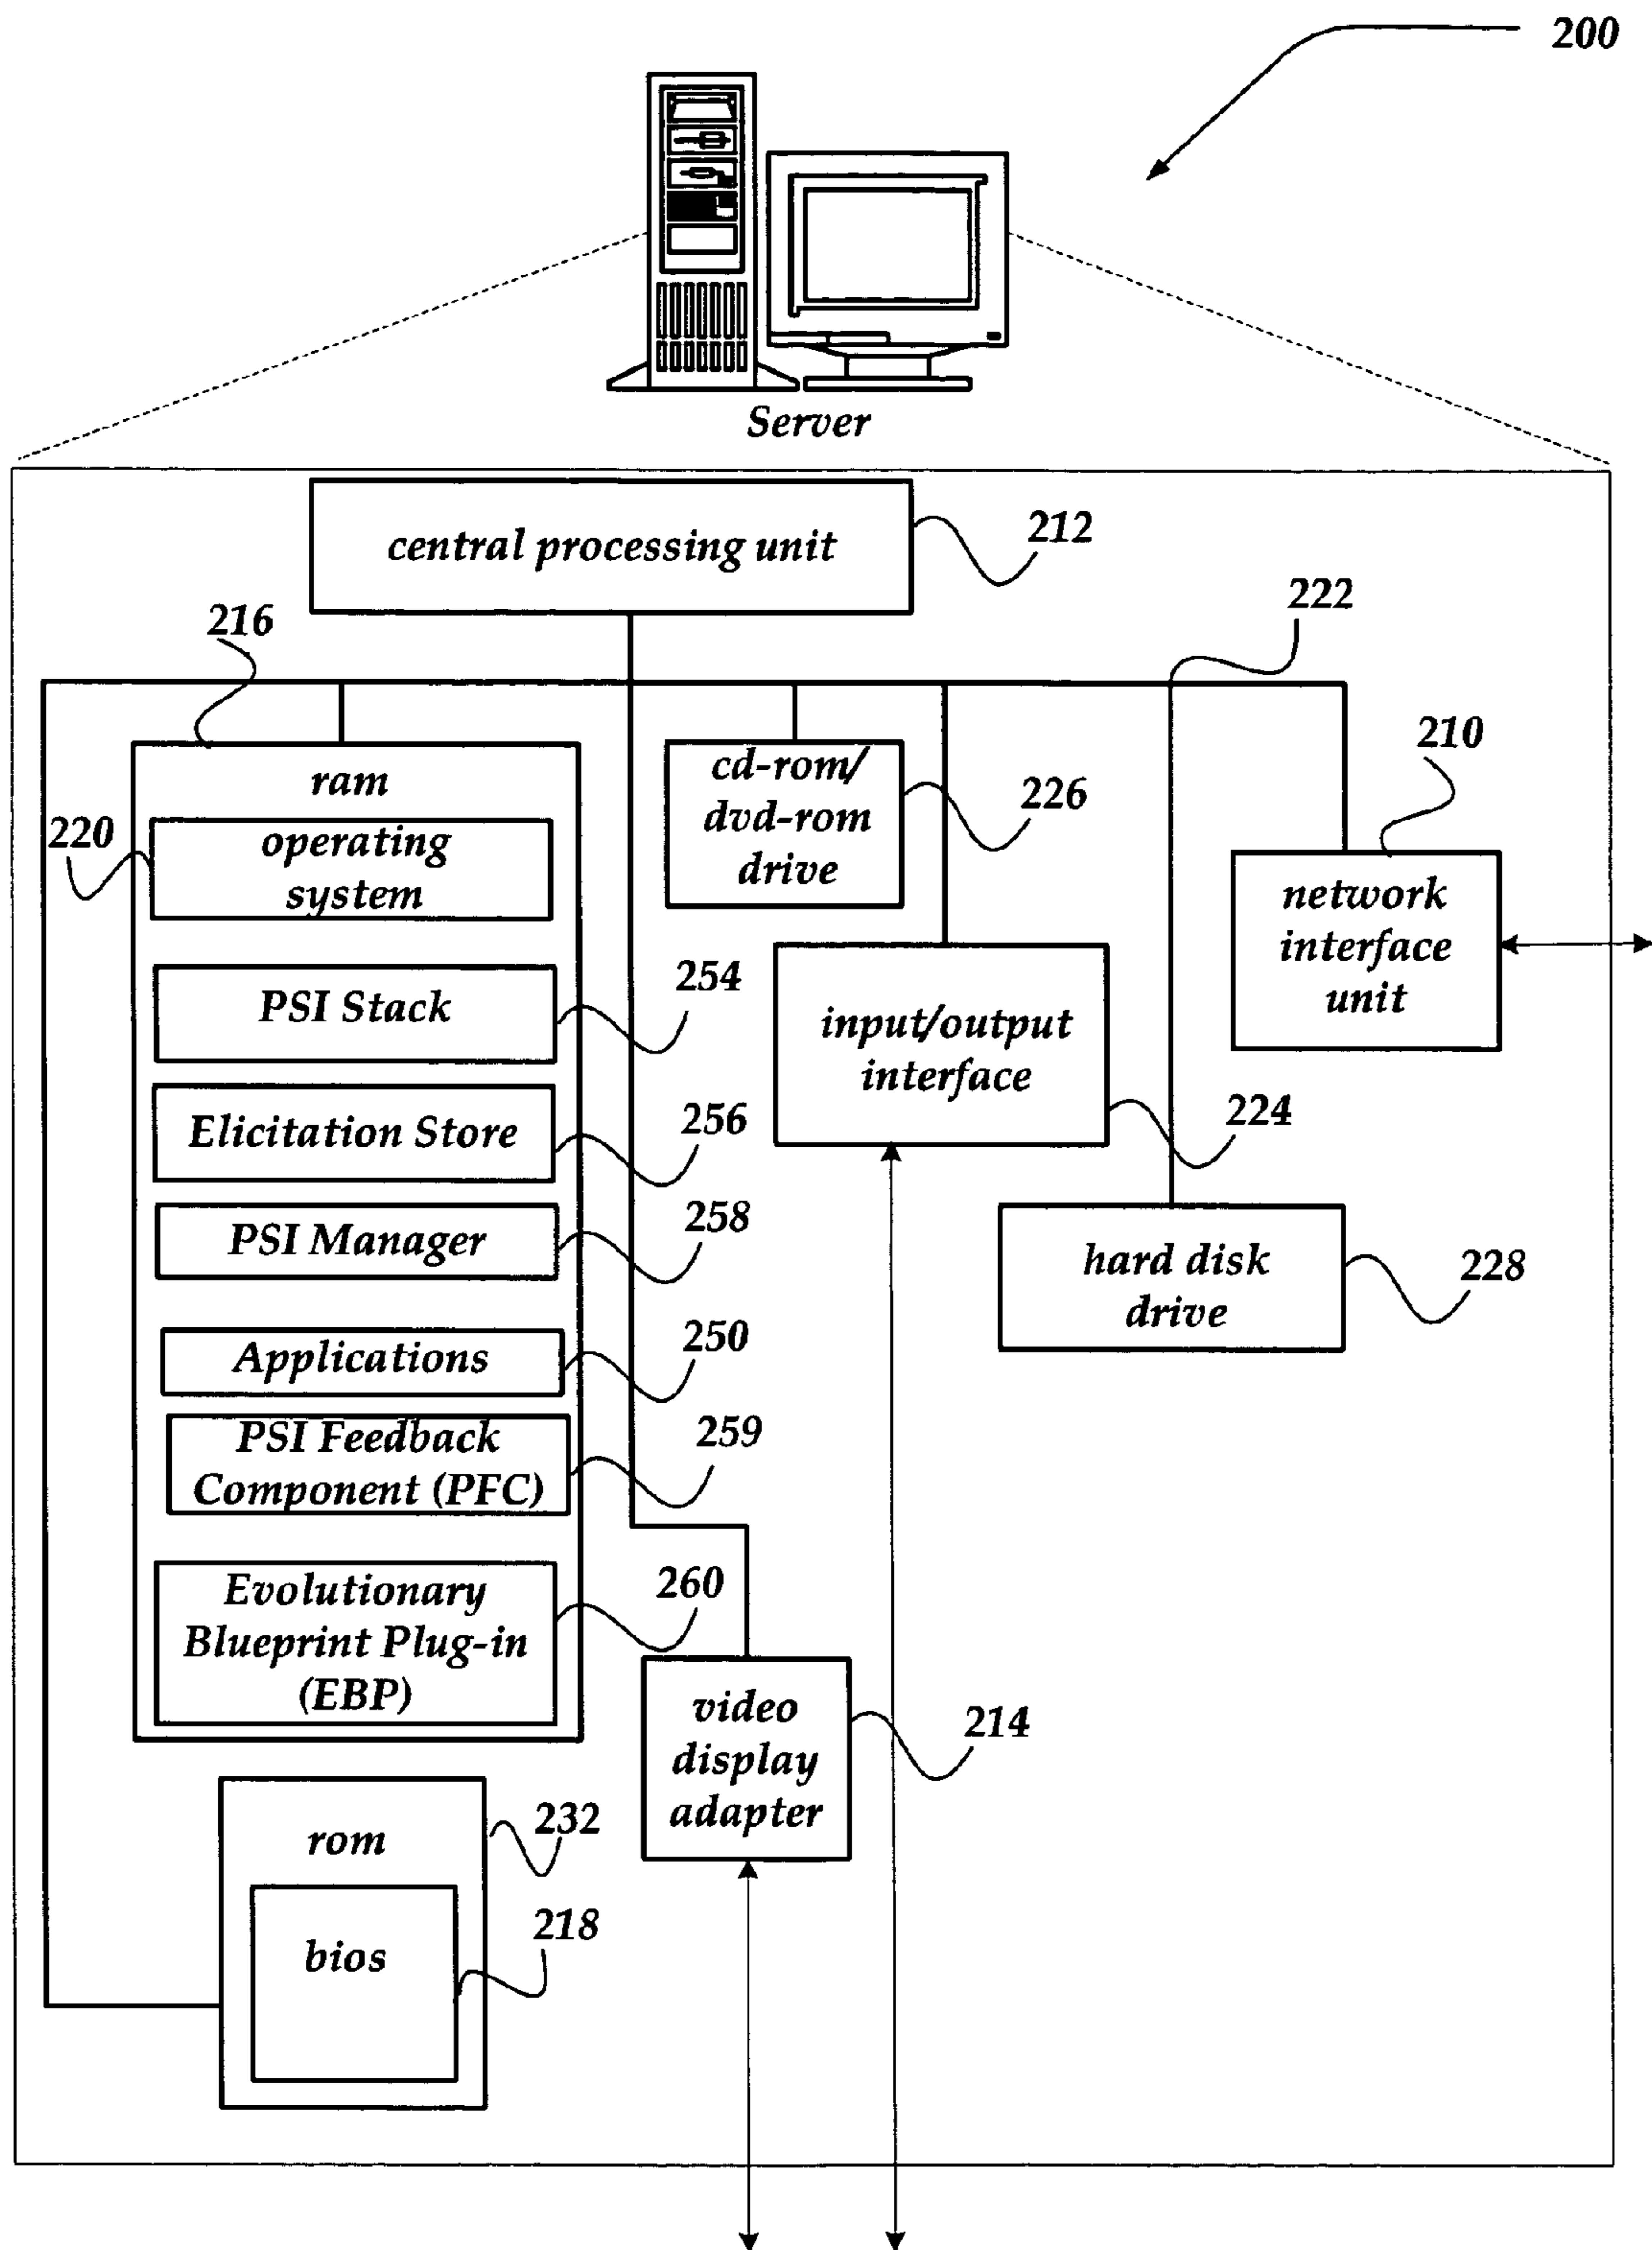 200
Server
central processing unit
212
222
216
210
ram
cd-rom/
dvd-rom
drive
226
220
operating
system
network
interface
unit
PSI Stack
254
input/output
interface
224
Elicitation Store
256
PSI Manager
258
hard disk
drive
228
Applications
250
PSI Feedback
Component (PFC)
259
Evolutionary
Blueprint Plug-in
(EBP)
260
video
display
adapter
214
rom
232
bios
218